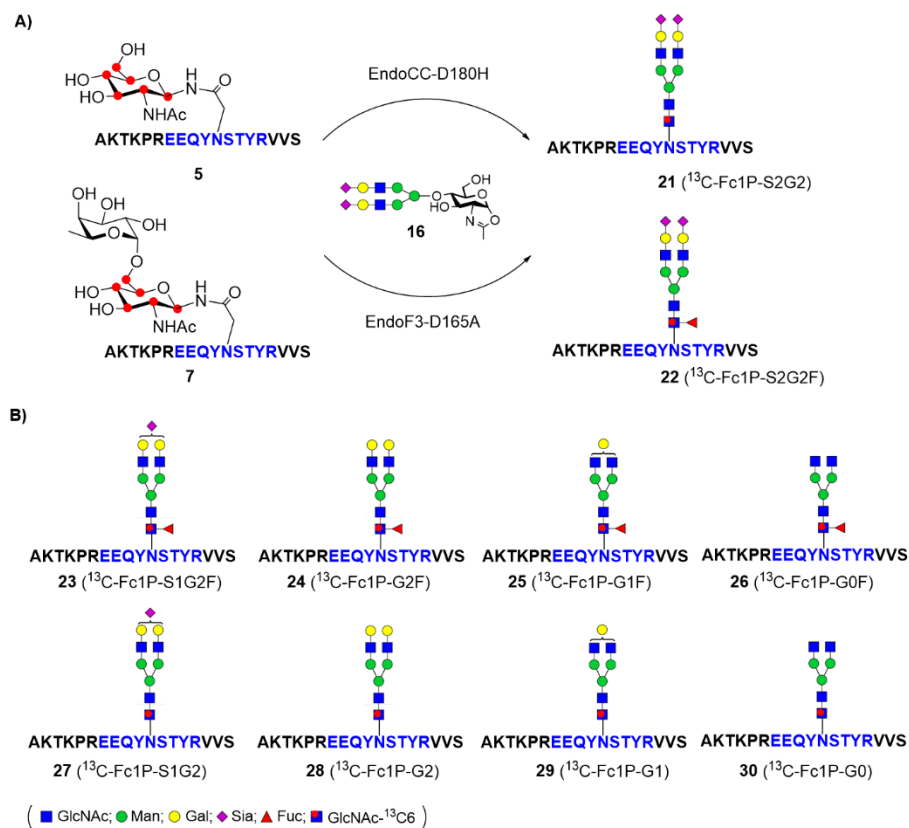 A)
OH
HO
HO
O
NHAc
H
N
O
AKTKPREEQYNSTYRVVS
5
EndoCC-D180H
OH
HO
O
N
O
16
EndoF3-D165A
HO
OH
OH
O
O
HO
HO
O
NHAc
H
N
O
AKTKPREEQYNSTYRVVS
7
AKTKPREEQYNSTYRVVS
21 (¹³C-Fc1P-S2G2)
AKTKPREEQYNSTYRVVS
22 (¹³C-Fc1P-S2G2F)
B)
AKTKPREEQYNSTYRVVS
23 (¹³C-Fc1P-S1G2F)
AKTKPREEQYNSTYRVVS
24 (¹³C-Fc1P-G2F)
AKTKPREEQYNSTYRVVS
25 (¹³C-Fc1P-G1F)
AKTKPREEQYNSTYRVVS
26 (¹³C-Fc1P-G0F)
AKTKPREEQYNSTYRVVS
27 (¹³C-Fc1P-S1G2)
AKTKPREEQYNSTYRVVS
28 (¹³C-Fc1P-G2)
AKTKPREEQYNSTYRVVS
29 (¹³C-Fc1P-G1)
AKTKPREEQYNSTYRVVS
30 (¹³C-Fc1P-G0)
( GlcNAc; Man; Gal; Sia; Fuc; GlcNAc-¹³C6 )